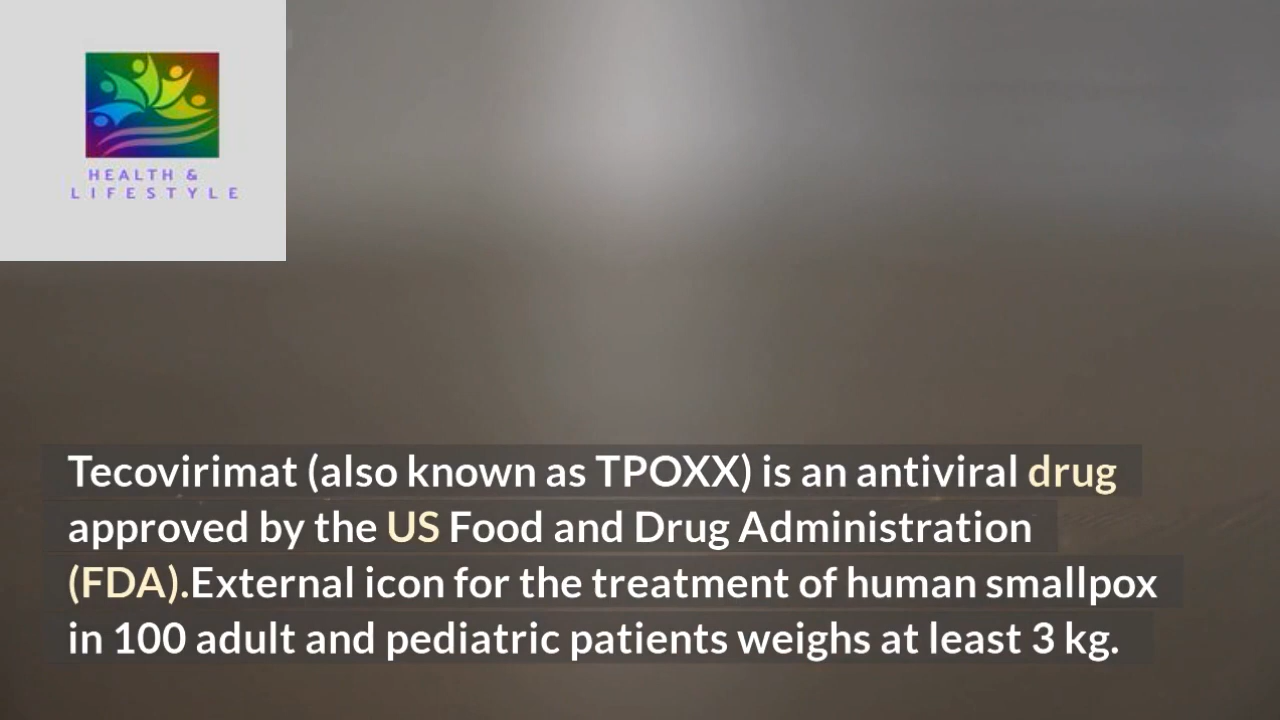 HEALTH &
LIFESTYLE
Tecovirimat (also known as TPOXX) is an antiviral drug
approved by the US Food and Drug Administration
(FDA).External icon for the treatment of human smallpox
in 100 adult and pediatric patients weighs at least 3 kg.